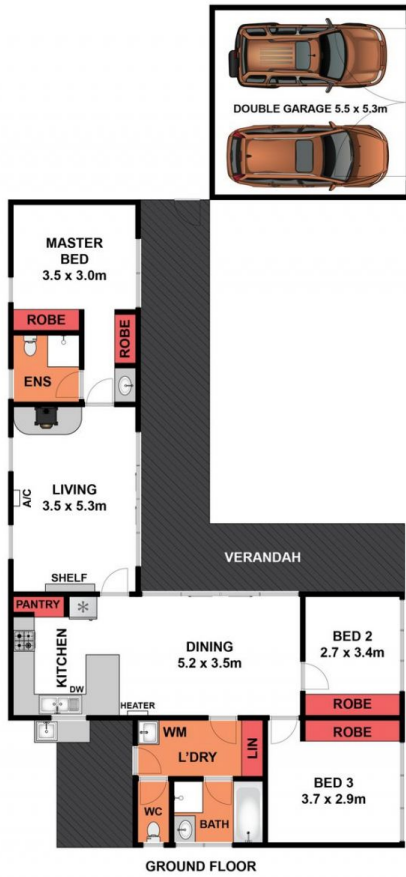 DOUBLE GARAGE 5.5 x 5.3m
MASTER
BED
3.5 x 3.0m
ROBE
ROBE
ENS
LIVING
3.5 x 5.3m
A/C
SHELF
VERANDAH
PANTRY
KITCHEN
DW
DINING
5.2 x 3.5m
HEATER
BED 2
2.7 x 3.4m
ROBE
ROBE
WM
L'DRY
LIN
BED 3
3.7 x 2.9m
WC
BATH
GROUND FLOOR